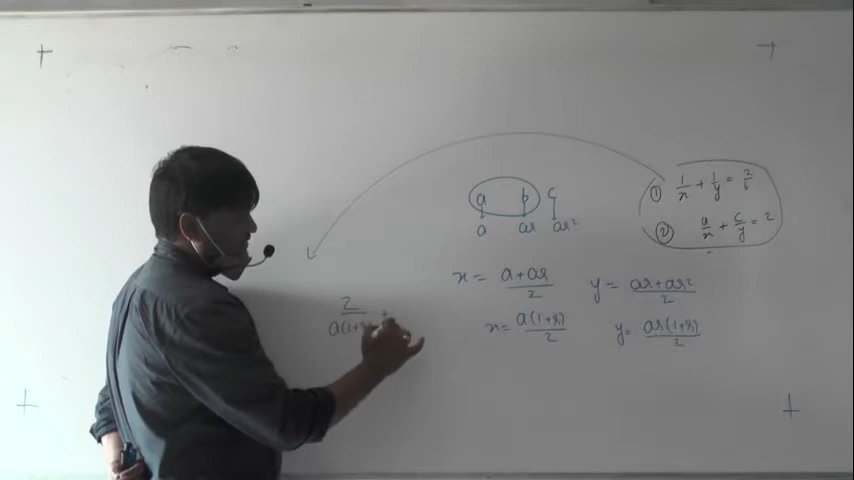 a b c
a ar ar²
① 1/x + 1/y = 2/b
② a/x + c/y = 2
x = a+ar/2 y = ar+ar²/2
x = a(1+r)/2 y = ar(1+r)/2
2/a(1+r) +